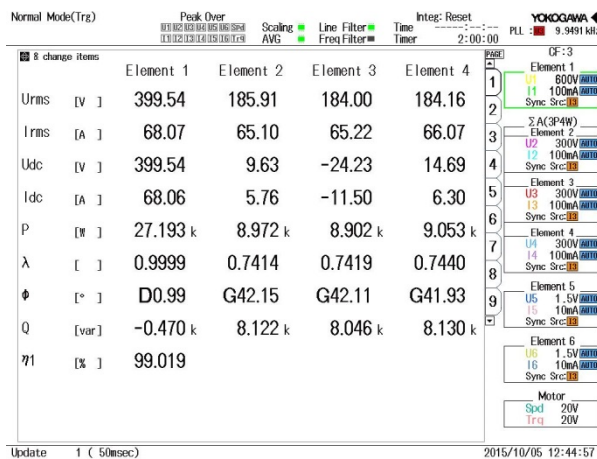 Normal Mode(Trg)
Peak Over
U1 U2 U3 U4 U5 U6 Spd
I1 I2 I3 I4 I5 I6 Trq
Scaling
AVG
Line Filter
Freq Filter
Integ: Reset
Time -----:--:--
Timer 2:00:00
YOKOGAWA
PLL : 9.9491 kHz
8 change items
PAGE
CF:3
Element 1 Element 2 Element 3 Element 4
Urms [V ] 399.54 185.91 184.00 184.16
Irms [A ] 68.07 65.10 65.22 66.07
Udc [V ] 399.54 9.63 -24.23 14.69
Idc [A ] 68.06 5.76 -11.50 6.30
P [W ] 27.193 k 8.972 k 8.902 k 9.053 k
λ [ ] 0.9999 0.7414 0.7419 0.7440
Φ [° ] D0.99 G42.15 G42.11 G41.93
Q [var] -0.470 k 8.122 k 8.046 k 8.130 k
η1 [% ] 99.019
1
2
3
4
5
6
7
8
9
Element 1
U1 600V AUTO
I1 100mA AUTO
Sync Src:I3
ΣA(3P4W)
Element 2
U2 300V AUTO
I2 100mA AUTO
Sync Src:I3
Element 3
U3 300V AUTO
I3 100mA AUTO
Sync Src:I3
Element 4
U4 300V AUTO
I4 100mA AUTO
Sync Src:I3
Element 5
U5 1.5V AUTO
I5 10mA AUTO
Sync Src:I3
Element 6
U6 1.5V AUTO
I6 10mA AUTO
Sync Src:I3
Motor
Spd 20V
Trq 20V
Update 1 ( 50msec)
2015/10/05 12:44:57